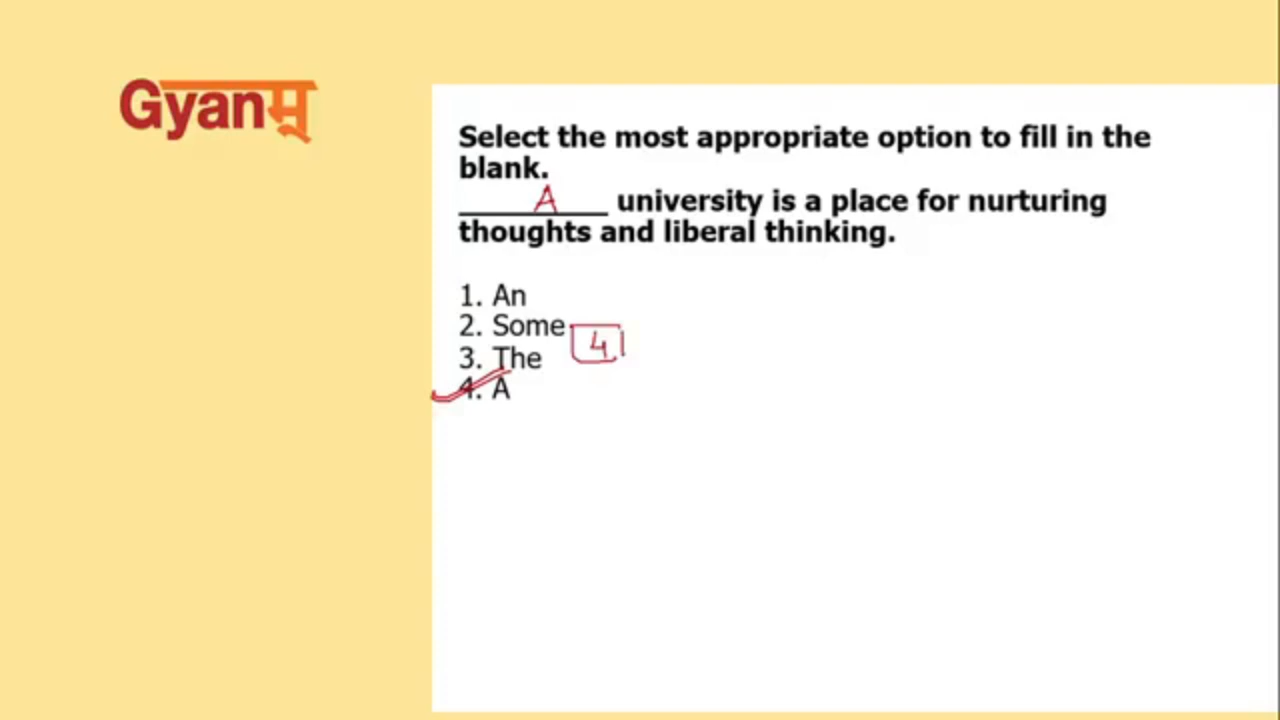 Gyanम्
Select the most appropriate option to fill in the
blank.
A university is a place for nurturing
thoughts and liberal thinking.
1. An
2. Some
4
3. The
4. A